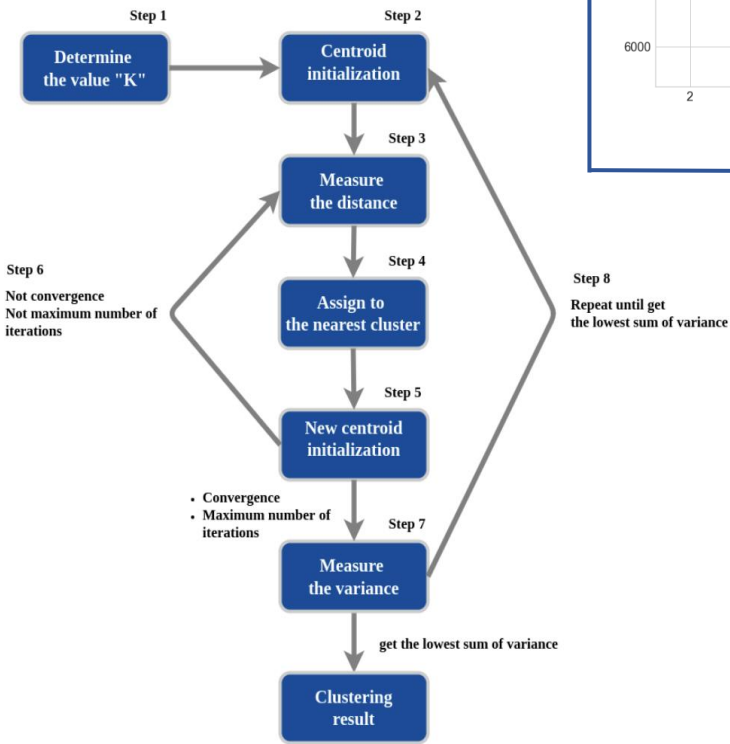 Step 1
Determine
the value "K"
Step 2
Centroid
initialization
6000
2
Step 3
Measure
the distance
Step 4
Assign to
the nearest cluster
Step 5
New centroid
initialization
Step 6
Not convergence
Not maximum number of
iterations
• Convergence
• Maximum number of
iterations
Step 7
Measure
the variance
Step 8
Repeat until get
the lowest sum of variance
get the lowest sum of variance
Clustering
result